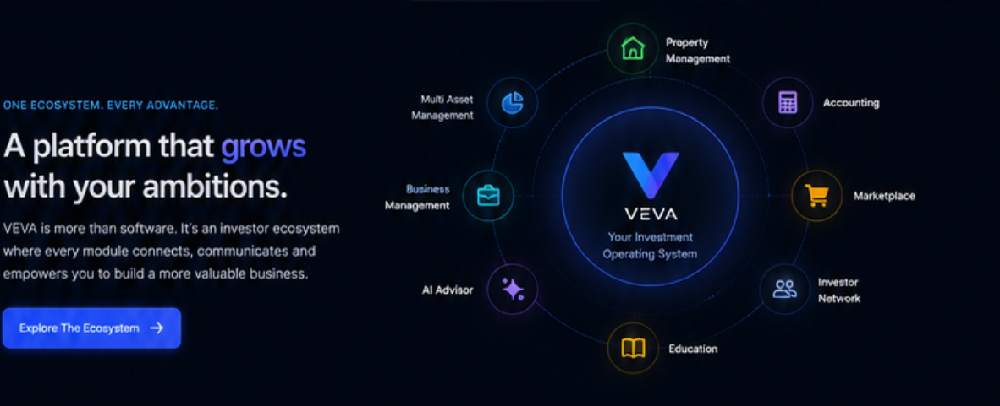 ONE ECOSYSTEM. EVERY ADVANTAGE.
A platform that grows
with your ambitions.
VEVA is more than software. It's an investor ecosystem
where every module connects, communicates and
empowers you to build a more valuable business.
Explore The Ecosystem
Property
Management
Multi Asset
Management
Accounting
Business
Management
Marketplace
VEVA
Your Investment
Operating System
AI Advisor
Investor
Network
Education